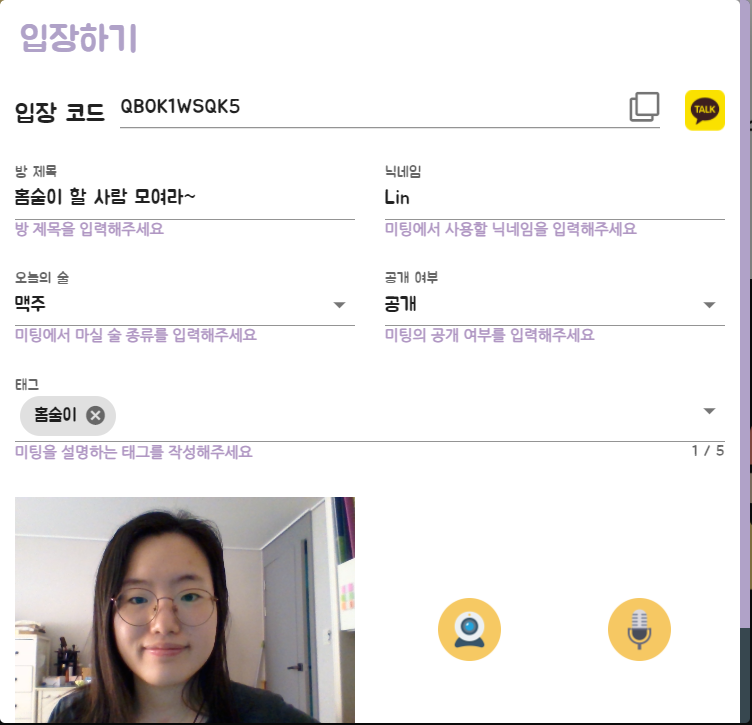 입장하기
입장 코드 QBOK1WSQK5
TALK
방 제목
홈술이 할 사람 모여라~
방 제목을 입력해주세요
닉네임
Lin
미팅에서 사용할 닉네임을 입력해주세요
오늘의 술
맥주
미팅에서 마실 술 종류를 입력해주세요
공개 여부
공개
미팅의 공개 여부를 입력해주세요
태그
홈술이
미팅을 설명하는 태그를 작성해주세요
1 / 5